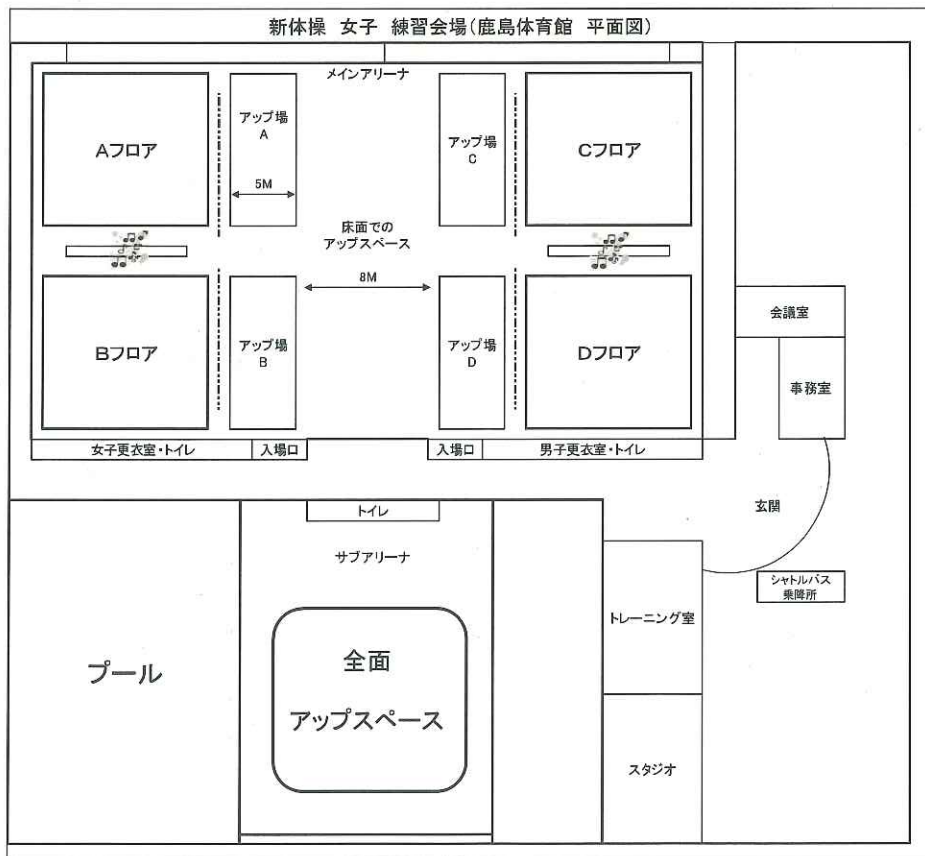 新体操 女子 練習会場(鹿島体育館 平面図)
メインアリーナ
Aフロア
アップ場
A
5M
アップ場
C
Cフロア
床面での
アップスペース
8M
Bフロア
アップ場
B
アップ場
D
Dフロア
会議室
事務室
女子更衣室・トイレ
入場口
入場口
男子更衣室・トイレ
玄関
シャトルバス
乗降所
トイレ
サブアリーナ
トレーニング室
プール
全面
アップスペース
スタジオ